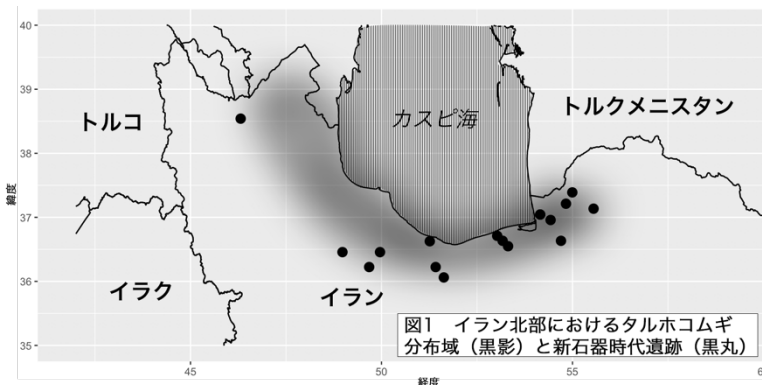 40
39
38
37
36
35
緯度
トルコ
カスピ海
トルクメニスタン
イラク
イラン
図1 イラン北部におけるタルホコムギ
分布域（黒影）と新石器時代遺跡（黒丸）
45
50
55
経度